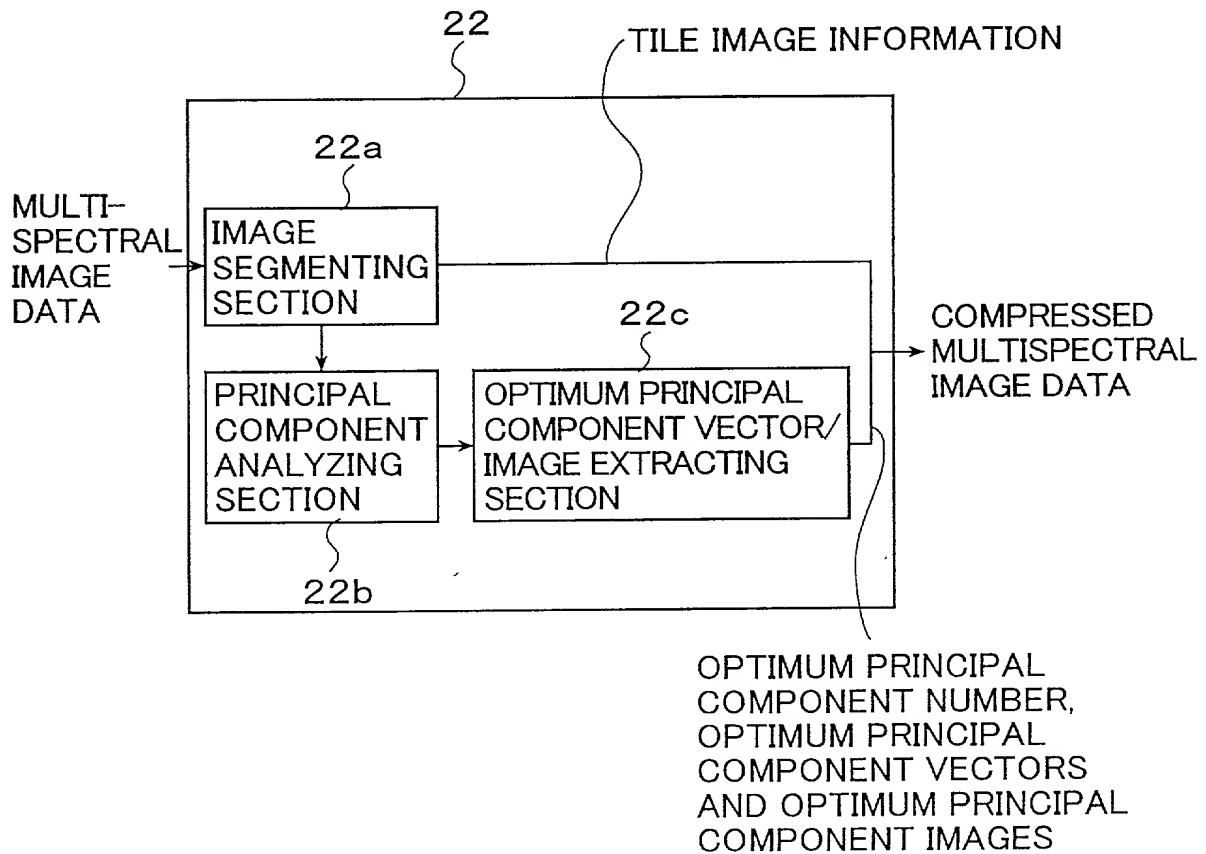 22
TILE IMAGE INFORMATION
22a
MULTI-
SPECTRAL
IMAGE
DATA
IMAGE
SEGMENTING
SECTION
22c
COMPRESSED
MULTISPECTRAL
IMAGE DATA
PRINCIPAL
COMPONENT
ANALYZING
SECTION
OPTIMUM PRINCIPAL
COMPONENT VECTOR/
IMAGE EXTRACTING
SECTION
22b
OPTIMUM PRINCIPAL
COMPONENT NUMBER,
OPTIMUM PRINCIPAL
COMPONENT VECTORS
AND OPTIMUM PRINCIPAL
COMPONENT IMAGES